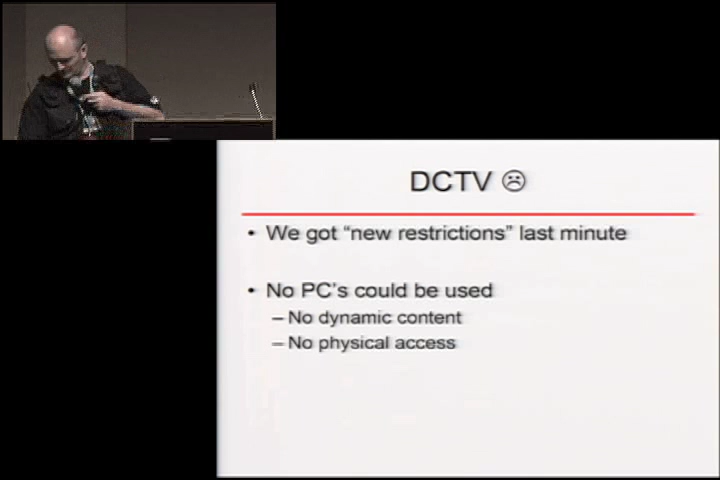 DCTV ☹
• We got “new restrictions” last minute
• No PC’s could be used
– No dynamic content
– No physical access